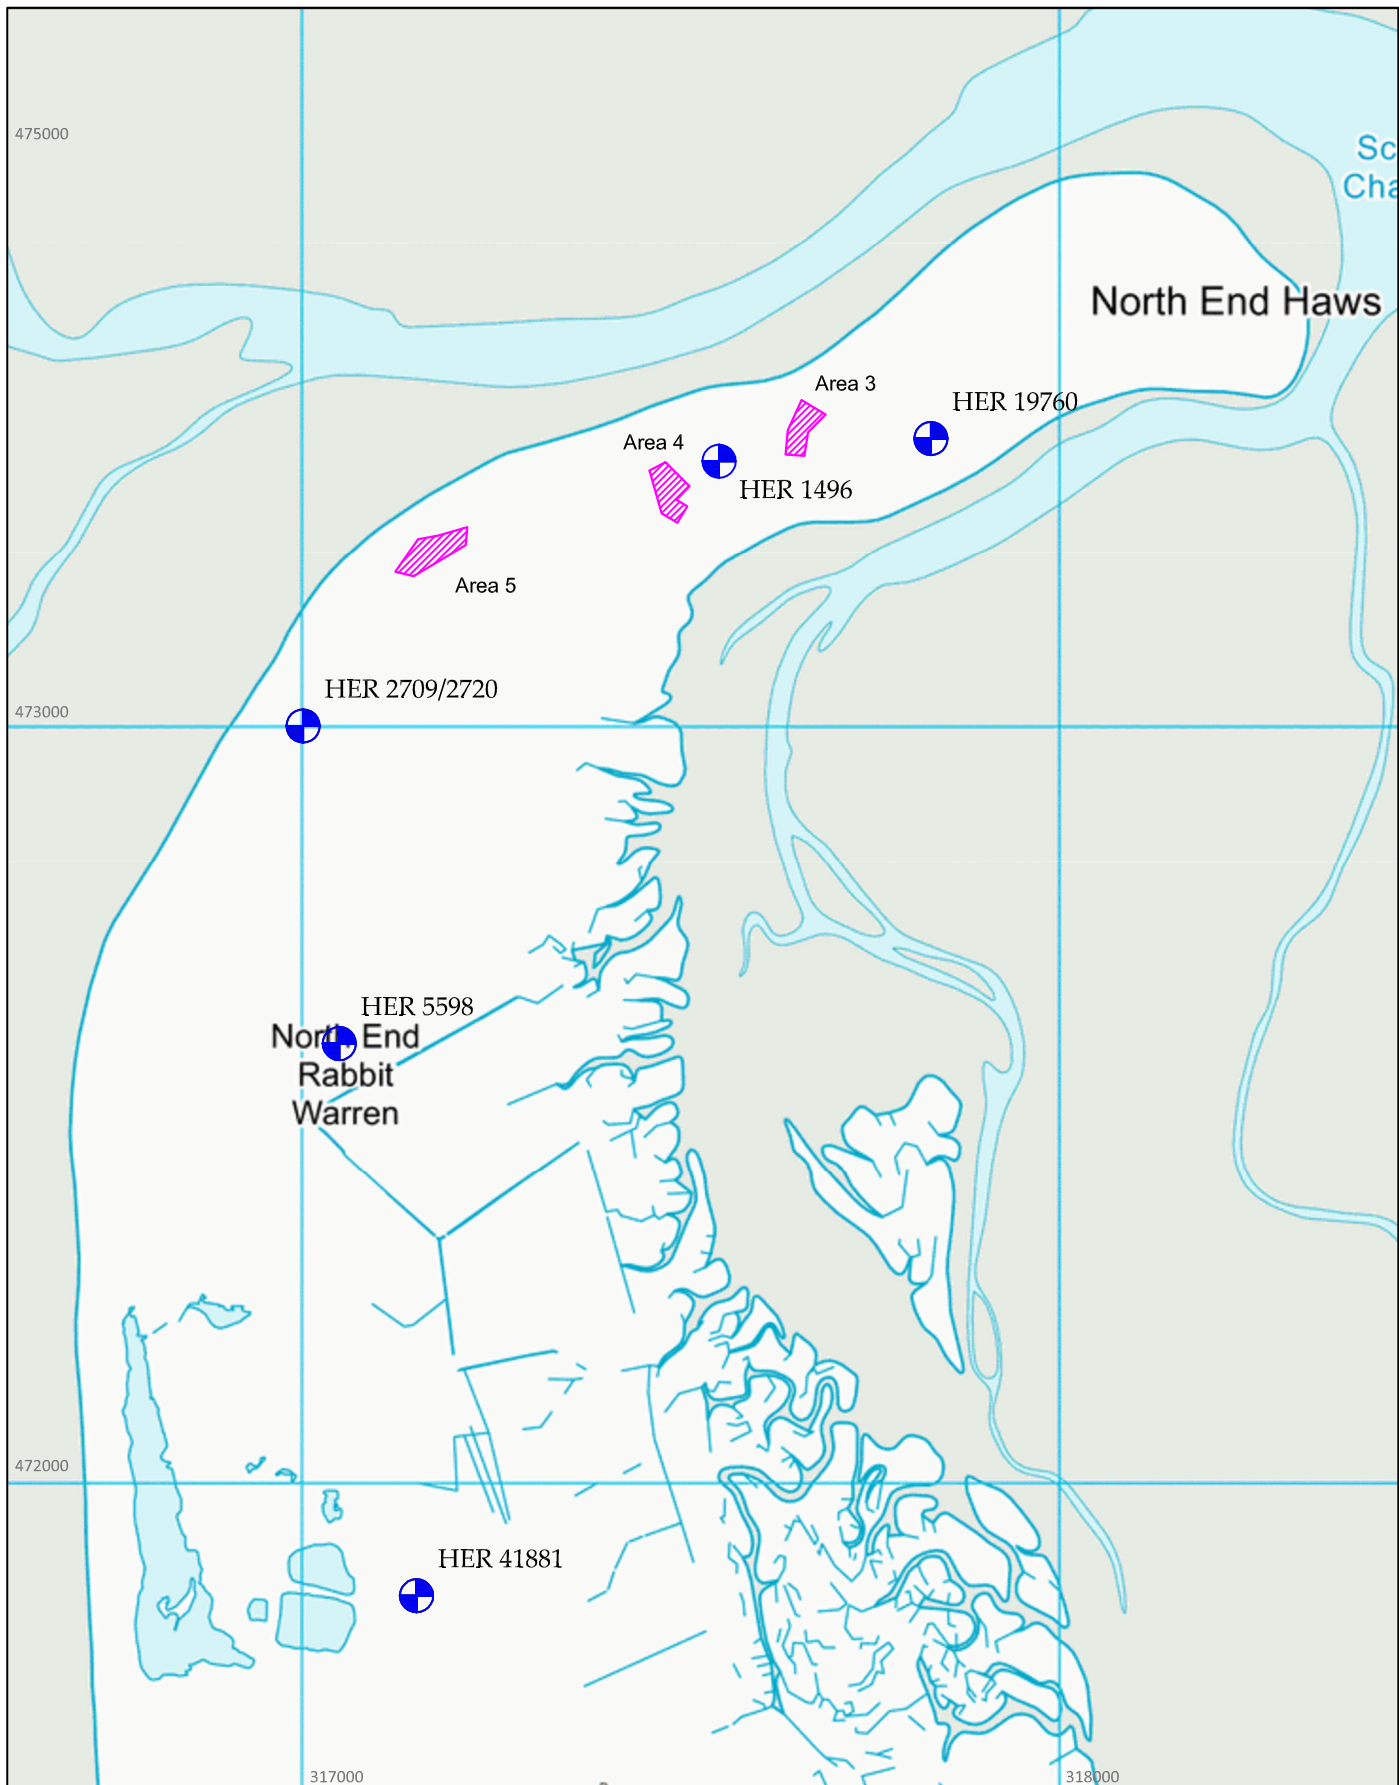 475000
Sc
Cha
North End Haws
Area 3
HER 19760
Area 4
HER 1496
Area 5
HER 2709/2720
473000
HER 5598
North End
Rabbit
Warren
472000
HER 41881
317000
318000